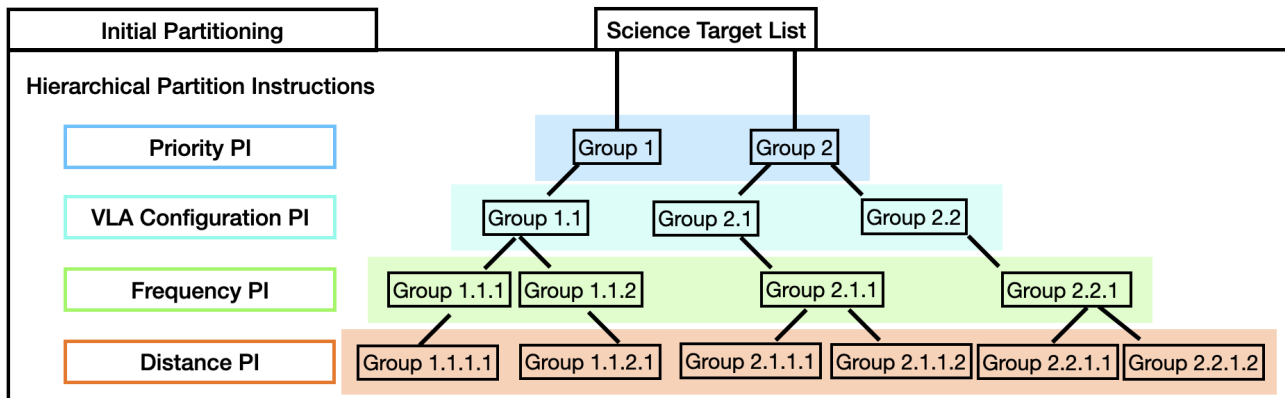 Initial Partitioning
Science Target List
Hierarchical Partition Instructions
Priority PI
Group 1
Group 2
VLA Configuration PI
Group 1.1
Group 2.1
Group 2.2
Frequency PI
Group 1.1.1
Group 1.1.2
Group 2.1.1
Group 2.2.1
Distance PI
Group 1.1.1.1
Group 1.1.2.1
Group 2.1.1.1
Group 2.1.1.2
Group 2.2.1.1
Group 2.2.1.2